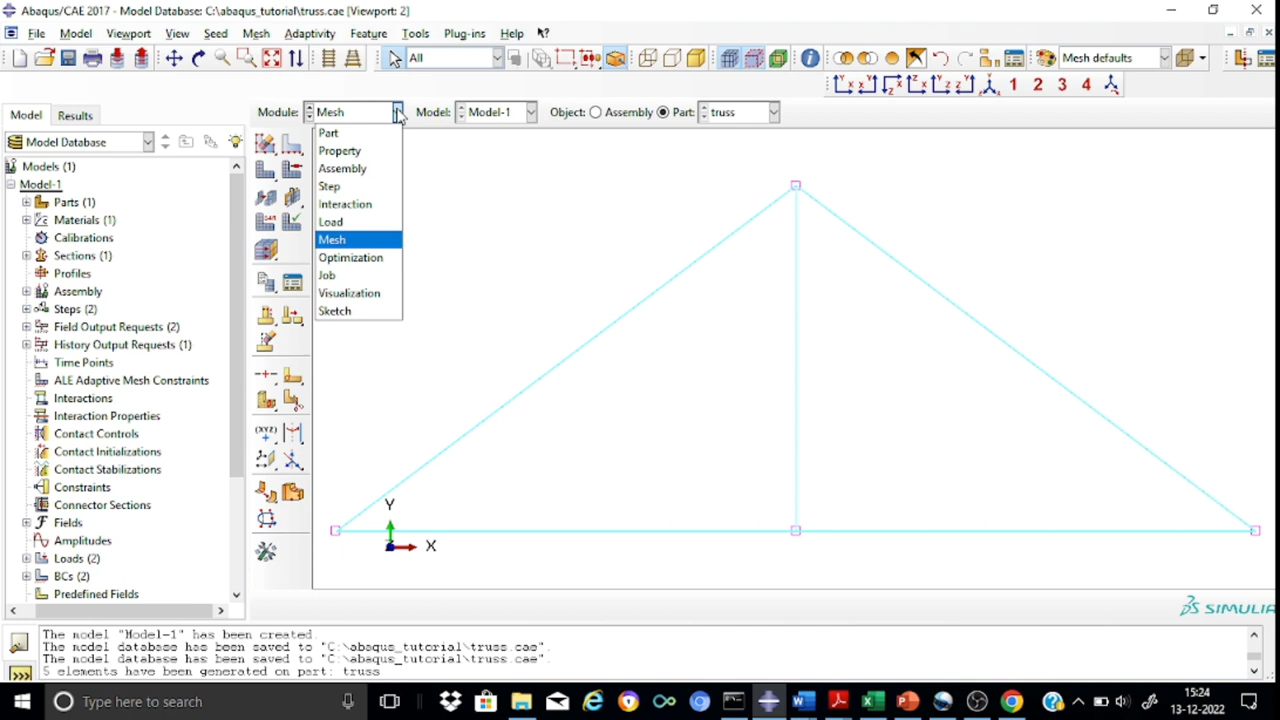 Abaqus/CAE 2017 - Model Database: C:\abaqus_tutorial\truss.cae [Viewport: 2]
File Model Viewport View Seed Mesh Adaptivity Feature Tools Plug-ins Help
All Mesh defaults
1 2 3 4
Model Results Module: Mesh Model: Model-1 Object: Assembly Part: truss
Model Database
Part
Property
Assembly
Step
Interaction
Load
Mesh
Optimization
Job
Visualization
Sketch
Models (1)
Model-1
Parts (1)
Materials (1)
Calibrations
Sections (1)
Profiles
Assembly
Steps (2)
Field Output Requests (2)
History Output Requests (1)
Time Points
ALE Adaptive Mesh Constraints
Interactions
Interaction Properties
Contact Controls
Contact Initializations
Contact Stabilizations
Constraints
Connector Sections
Fields
Amplitudes
Loads (2)
BCs (2)
Predefined Fields
Y
X
SIMULIA
The model "Model-1" has been created.
The model database has been saved to "C:\abaqus_tutorial\truss.cae".
The model database has been saved to "C:\abaqus_tutorial\truss.cae".
5 elements have been generated on part: truss
>>>
Type here to search
15:24
13-12-2022